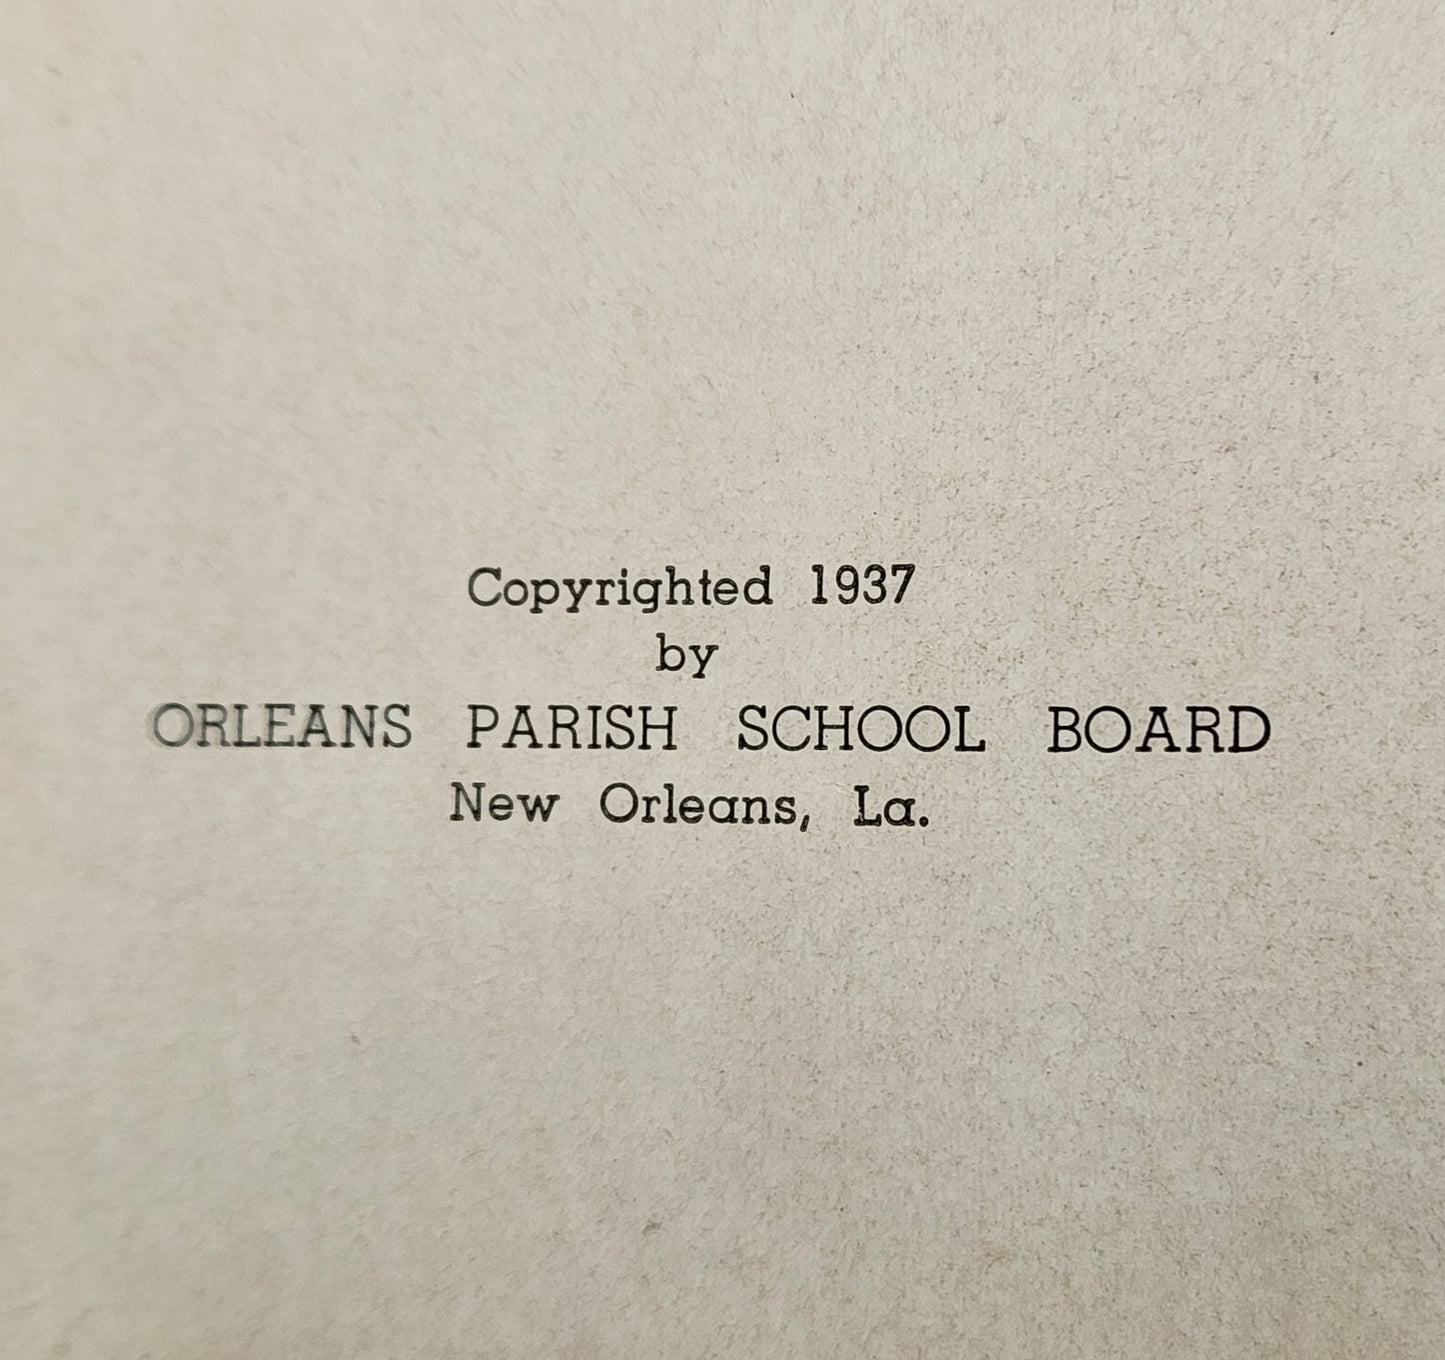 Copyrighted 1937
by
ORLEANS PARISH SCHOOL BOARD
New Orleans, La.